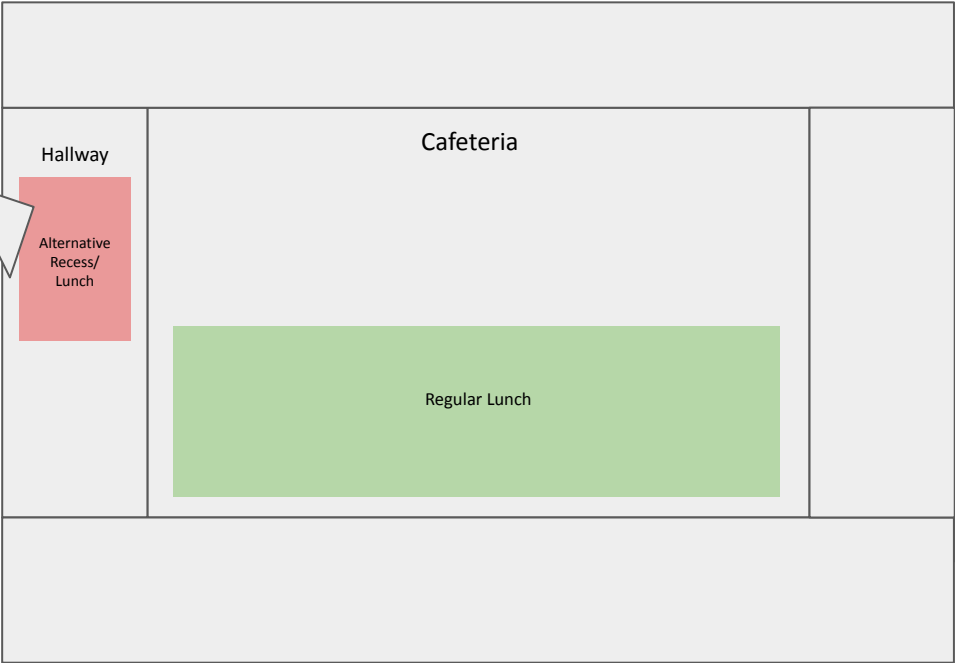 Cafeteria
Hallway
Alternative
Recess/
Lunch
Regular Lunch